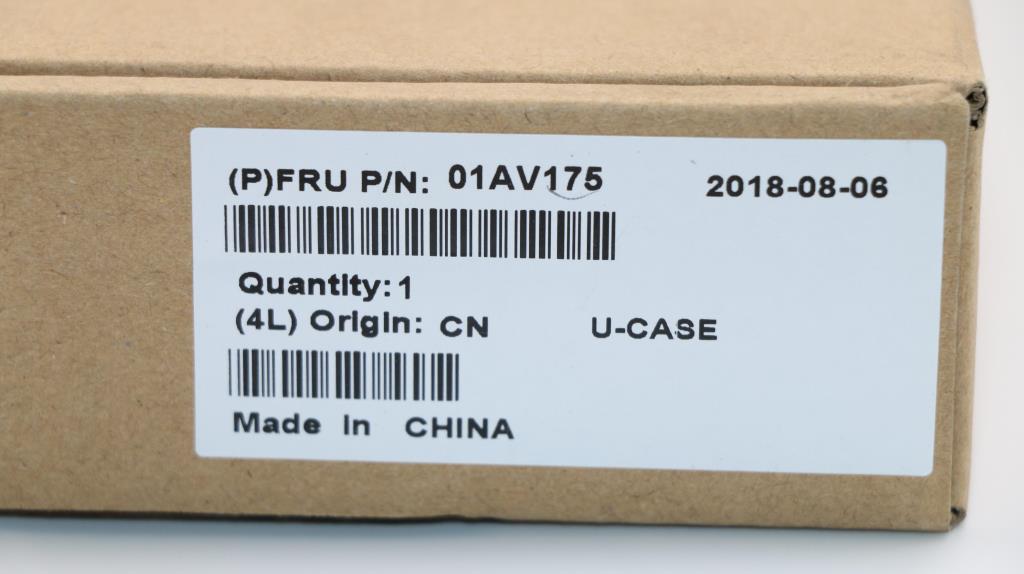 (P)FRU P/N: 01AV175 2018-08-06
Quantity: 1
(4L) Origin: CN U-CASE
Made In CHINA